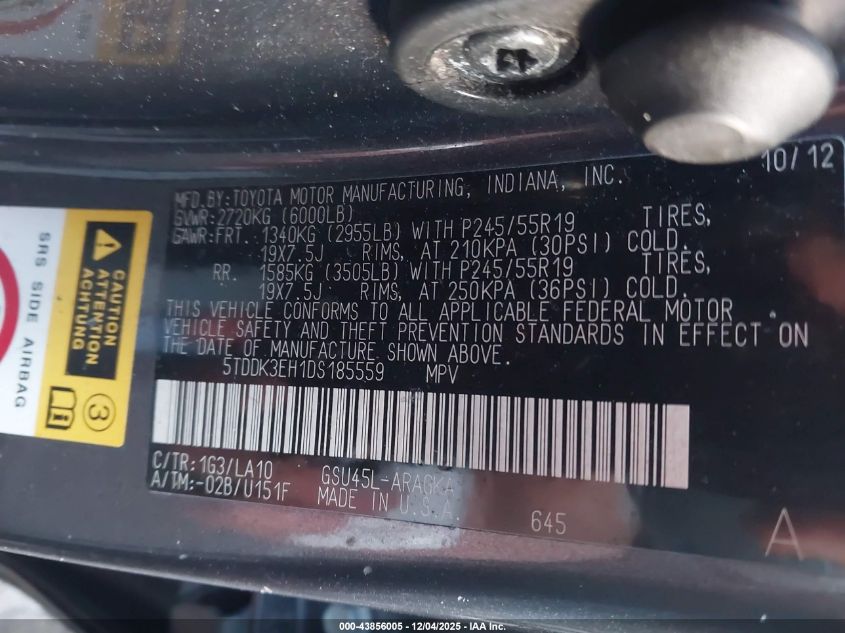 10/12
MFD.BY:TOYOTA MOTOR MANUFACTURING, INDIANA, INC.
GVWR:2720KG (6000LB)
GAWR:FRT. 1340KG (2955LB) WITH P245/55R19 TIRES,
19X7.5J RIMS, AT 210KPA (30PSI) COLD.
RR. 1585KG (3505LB) WITH P245/55R19 TIRES,
19X7.5J RIMS, AT 250KPA (36PSI) COLD.
THIS VEHICLE CONFORMS TO ALL APPLICABLE FEDERAL MOTOR
VEHICLE SAFETY AND THEFT PREVENTION STANDARDS IN EFFECT ON
THE DATE OF MANUFACTURE SHOWN ABOVE.
5TDDK3EH1DS185559 MPV
C/TR:1G3/LA10 GSU45L-ARAGKA
A/TM:-02B/U151F MADE IN U.S.A.
645
A
SRS SIDE AIRBAG
CAUTION
ATTENTION
ACHTUNG
3
000-43856005 - 12/04/2025 - IAA Inc.